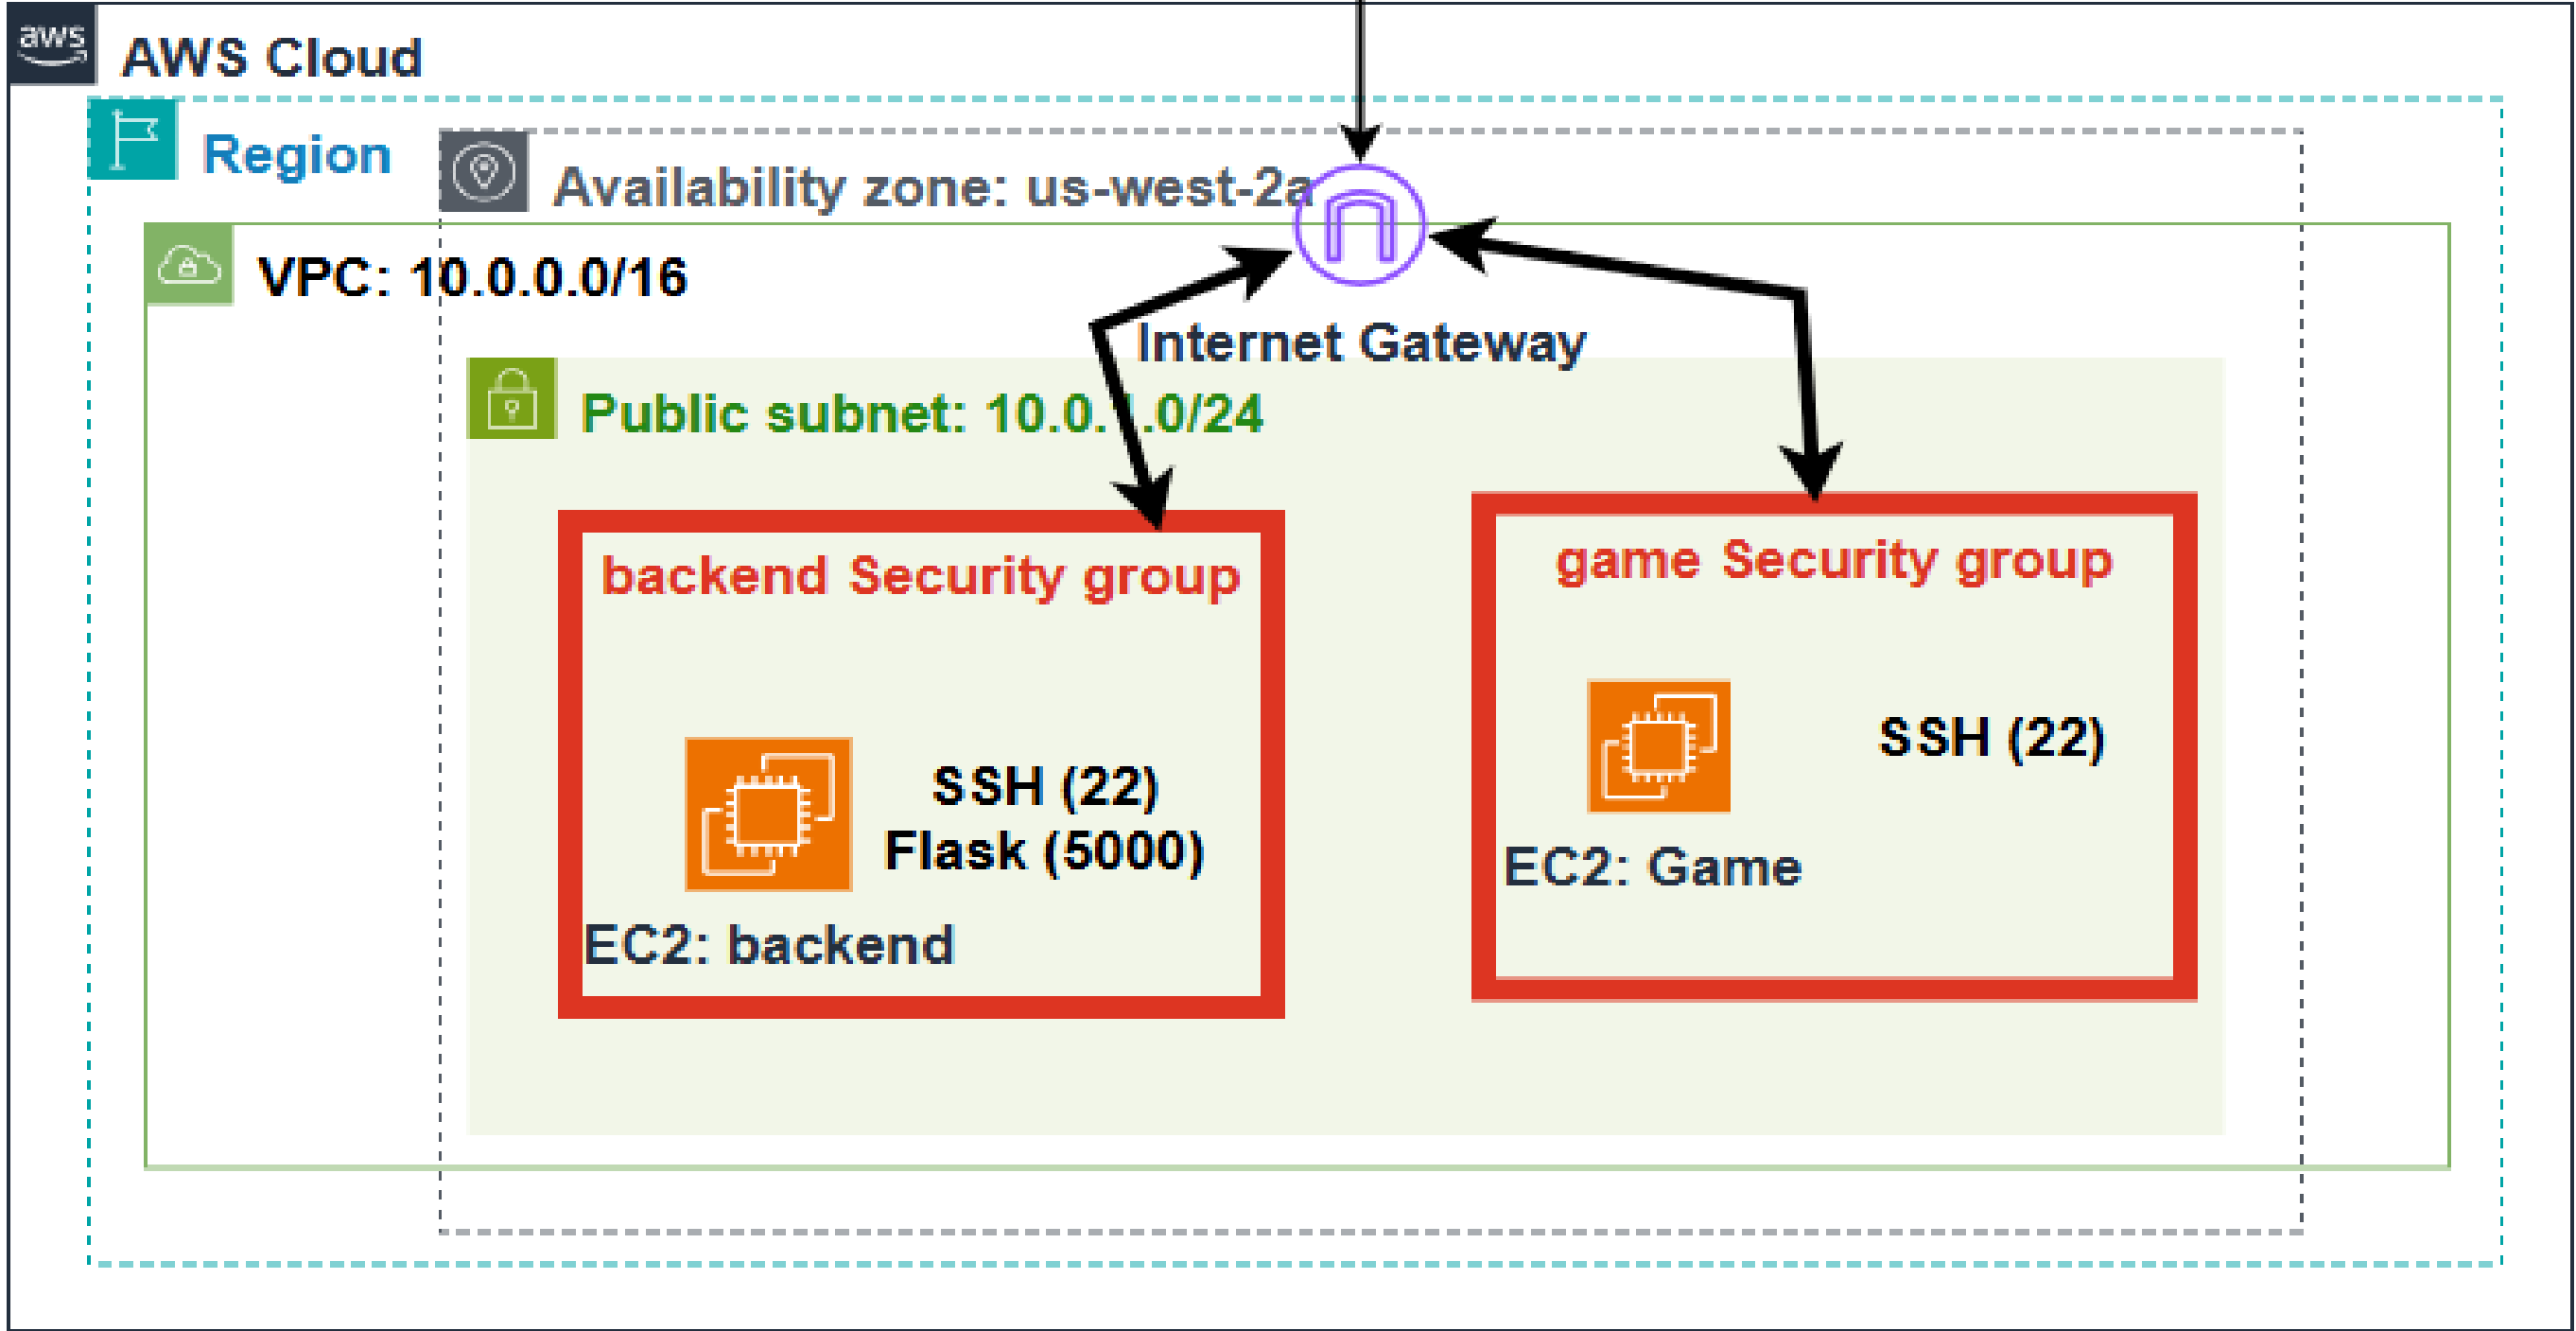 aws
AWS Cloud
Region
Availability zone: us-west-2a
VPC: 10.0.0.0/16
Internet Gateway
Public subnet: 10.0. .0/24
backend Security group
game Security group
SSH (22)
Flask (5000)
EC2: backend
SSH (22)
EC2: Game